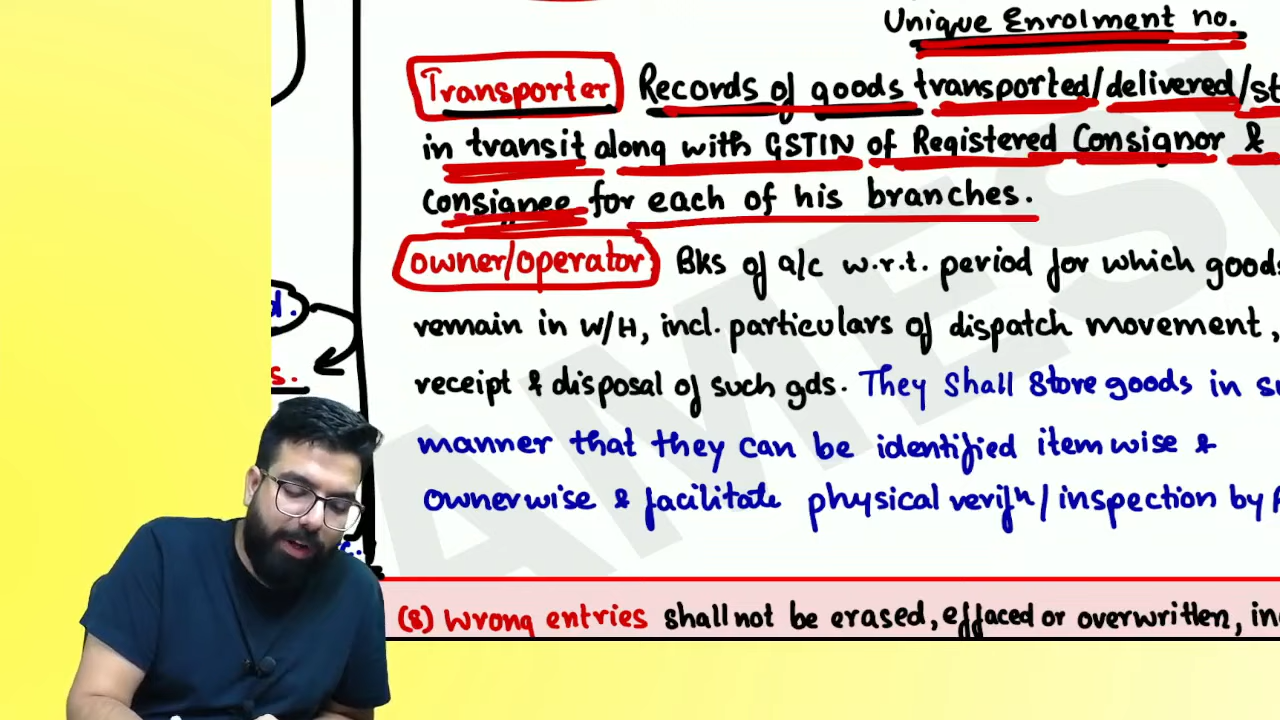 Unique Enrolment no.
Transporter Records of goods transported/delivered/st
in transit along with GSTIN of Registered Consignor &
Consignee for each of his branches.
owner/operator Bks of a/c w.r.t. period for which goods
remain in W/H, incl. particulars of dispatch movement,
d.
receipt & disposal of such gds. They Shall Store goods in su
s.
manner that they can be identified itemwise &
ownerwise & facilitate physical verifn/inspection by
(8) Wrong entries shall not be erased, effaced or overwritten, in